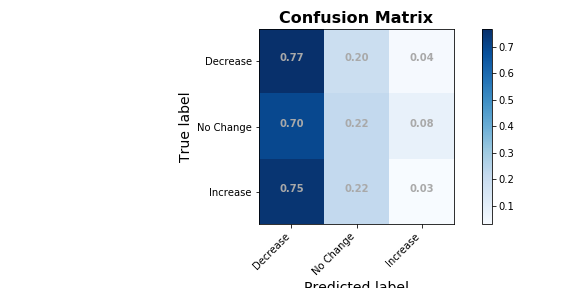 Confusion Matrix
Decrease 0.77 0.20 0.04
No Change 0.70 0.22 0.08
Increase 0.75 0.22 0.03
True label
Decrease No Change Increase
Predicted label
0.7
0.6
0.5
0.4
0.3
0.2
0.1